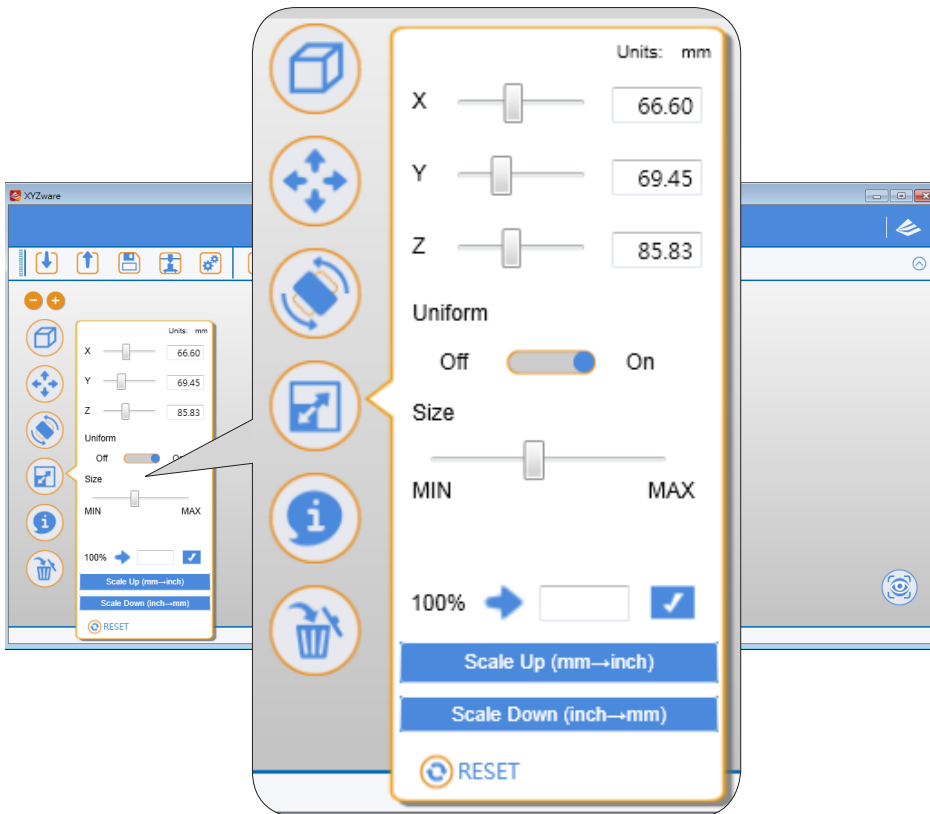 XYZware
Units: mm
X 66.60
Y 69.45
Z 85.83
Uniform
Off On
Size
MIN MAX
100%
Scale Up (mm→inch)
Scale Down (inch→mm)
RESET
Units: mm
X 66.60
Y 69.45
Z 85.83
Uniform
Off On
Size
MIN MAX
100%
Scale Up (mm→inch)
Scale Down (inch→mm)
RESET